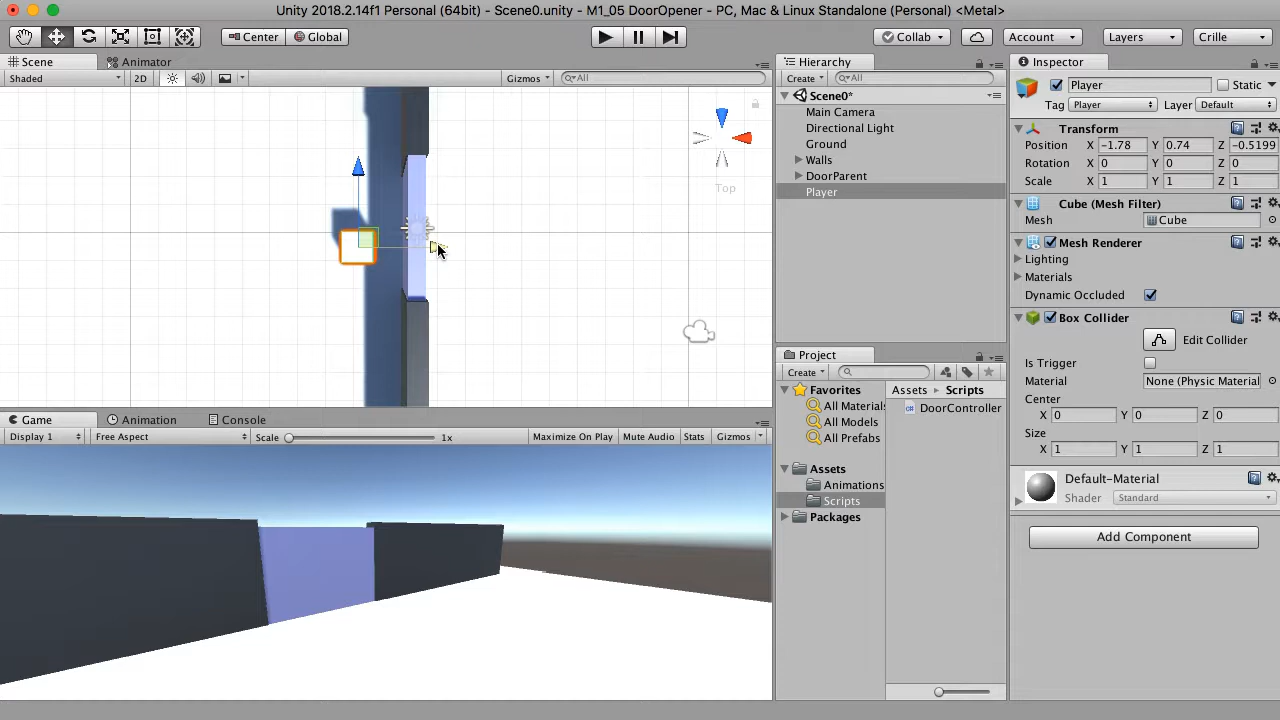 Unity 2018.2.14f1 Personal (64bit) - Scene0.unity - M1_05 DoorOpener - PC, Mac & Linux Standalone (Personal) <Metal>
Center Global Collab Account Layers Crille
Scene Animator
Shaded 2D Gizmos All
Top
Game Animation Console
Display 1 Free Aspect Scale 1x Maximize On Play Mute Audio Stats Gizmos
Hierarchy
Create All
Scene0*
Main Camera
Directional Light
Ground
Walls
DoorParent
Player
Project
Create
Favorites
All Materials
All Models
All Prefabs
Assets
Animations
Scripts
Packages
Assets Scripts
DoorController
Inspector
Player Static
Tag Player Layer Default
Transform
Position X -1.78 Y 0.74 Z -0.5199
Rotation X 0 Y 0 Z 0
Scale X 1 Y 1 Z 1
Cube (Mesh Filter)
Mesh Cube
Mesh Renderer
Lighting
Materials
Dynamic Occluded
Box Collider
Edit Collider
Is Trigger
Material None (Physic Material
Center
X 0 Y 0 Z 0
Size
X 1 Y 1 Z 1
Default-Material
Shader Standard
Add Component